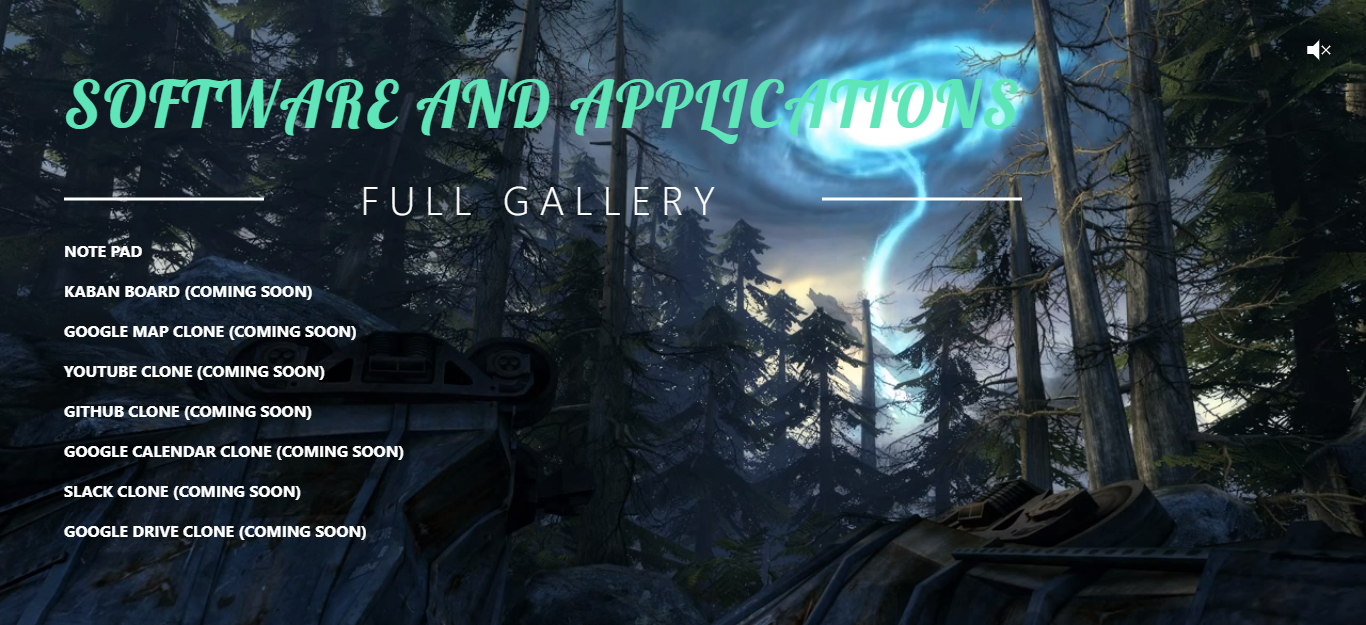 SOFTWARE AND APPLICATIONS
FULL GALLERY
NOTE PAD
KABAN BOARD (COMING SOON)
GOOGLE MAP CLONE (COMING SOON)
YOUTUBE CLONE (COMING SOON)
GITHUB CLONE (COMING SOON)
GOOGLE CALENDAR CLONE (COMING SOON)
SLACK CLONE (COMING SOON)
GOOGLE DRIVE CLONE (COMING SOON)